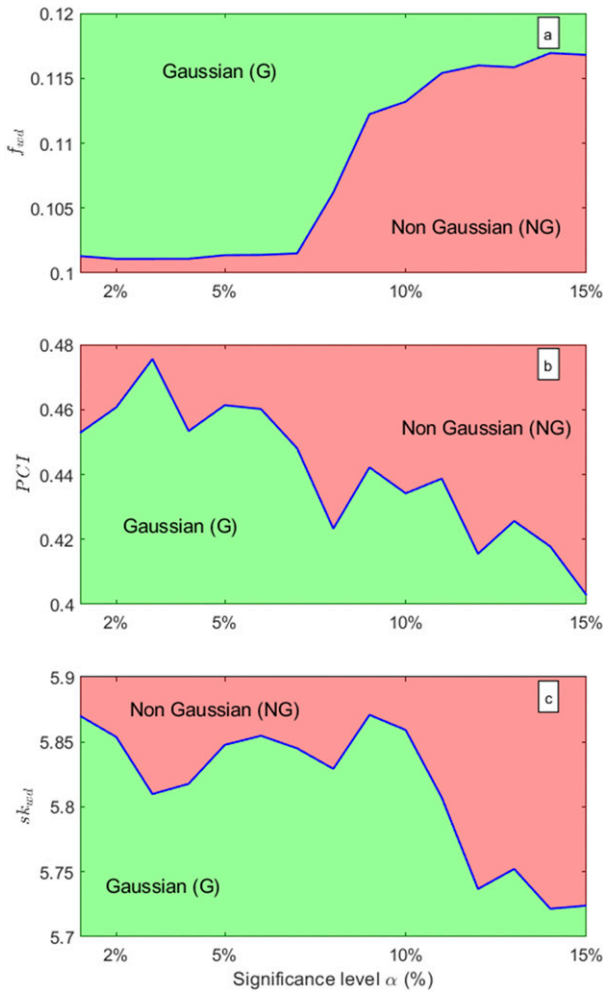 0.12
a
Gaussian (G)
0.115
f_wd
0.11
0.105
Non Gaussian (NG)
0.1
2% 5% 10% 15%
0.48
b
0.46
Non Gaussian (NG)
PCI
0.44
Gaussian (G)
0.42
0.4
2% 5% 10% 15%
5.9
c
Non Gaussian (NG)
5.85
sk_wd
5.8
5.75
Gaussian (G)
5.7
2% 5% 10% 15%
Significance level α (%)